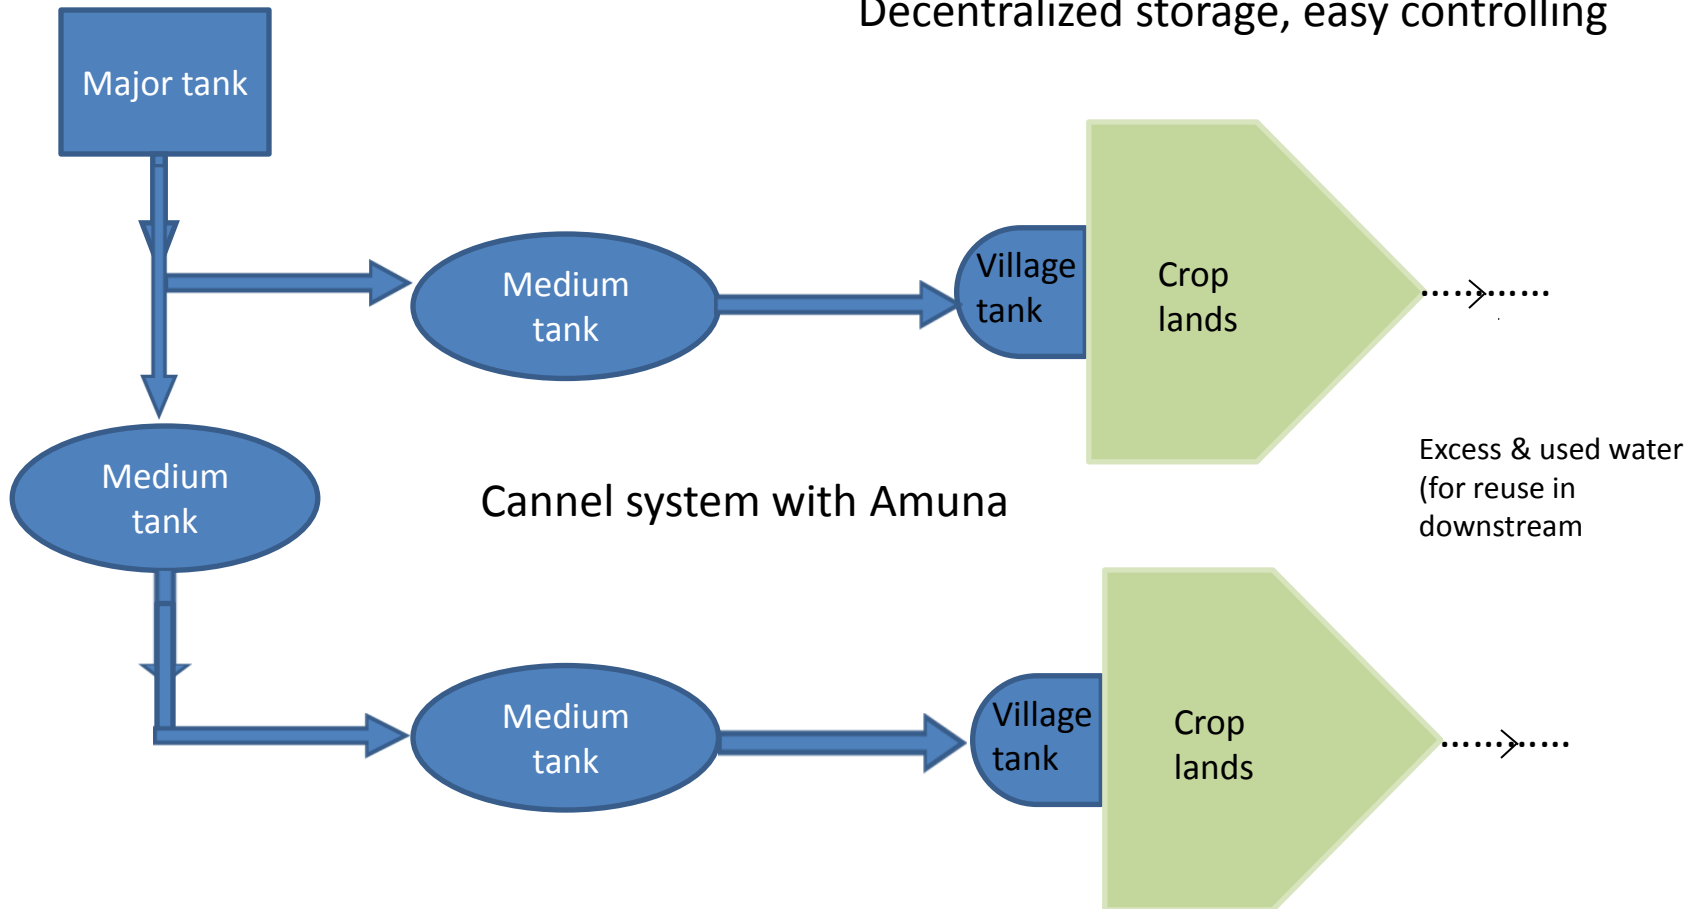 Decentralized storage, easy controlling
Major tank
Medium
tank
Village
tank
Crop
lands
Medium
tank
Cannel system with Amuna
Excess & used water
(for reuse in
downstream
Medium
tank
Village
tank
Crop
lands